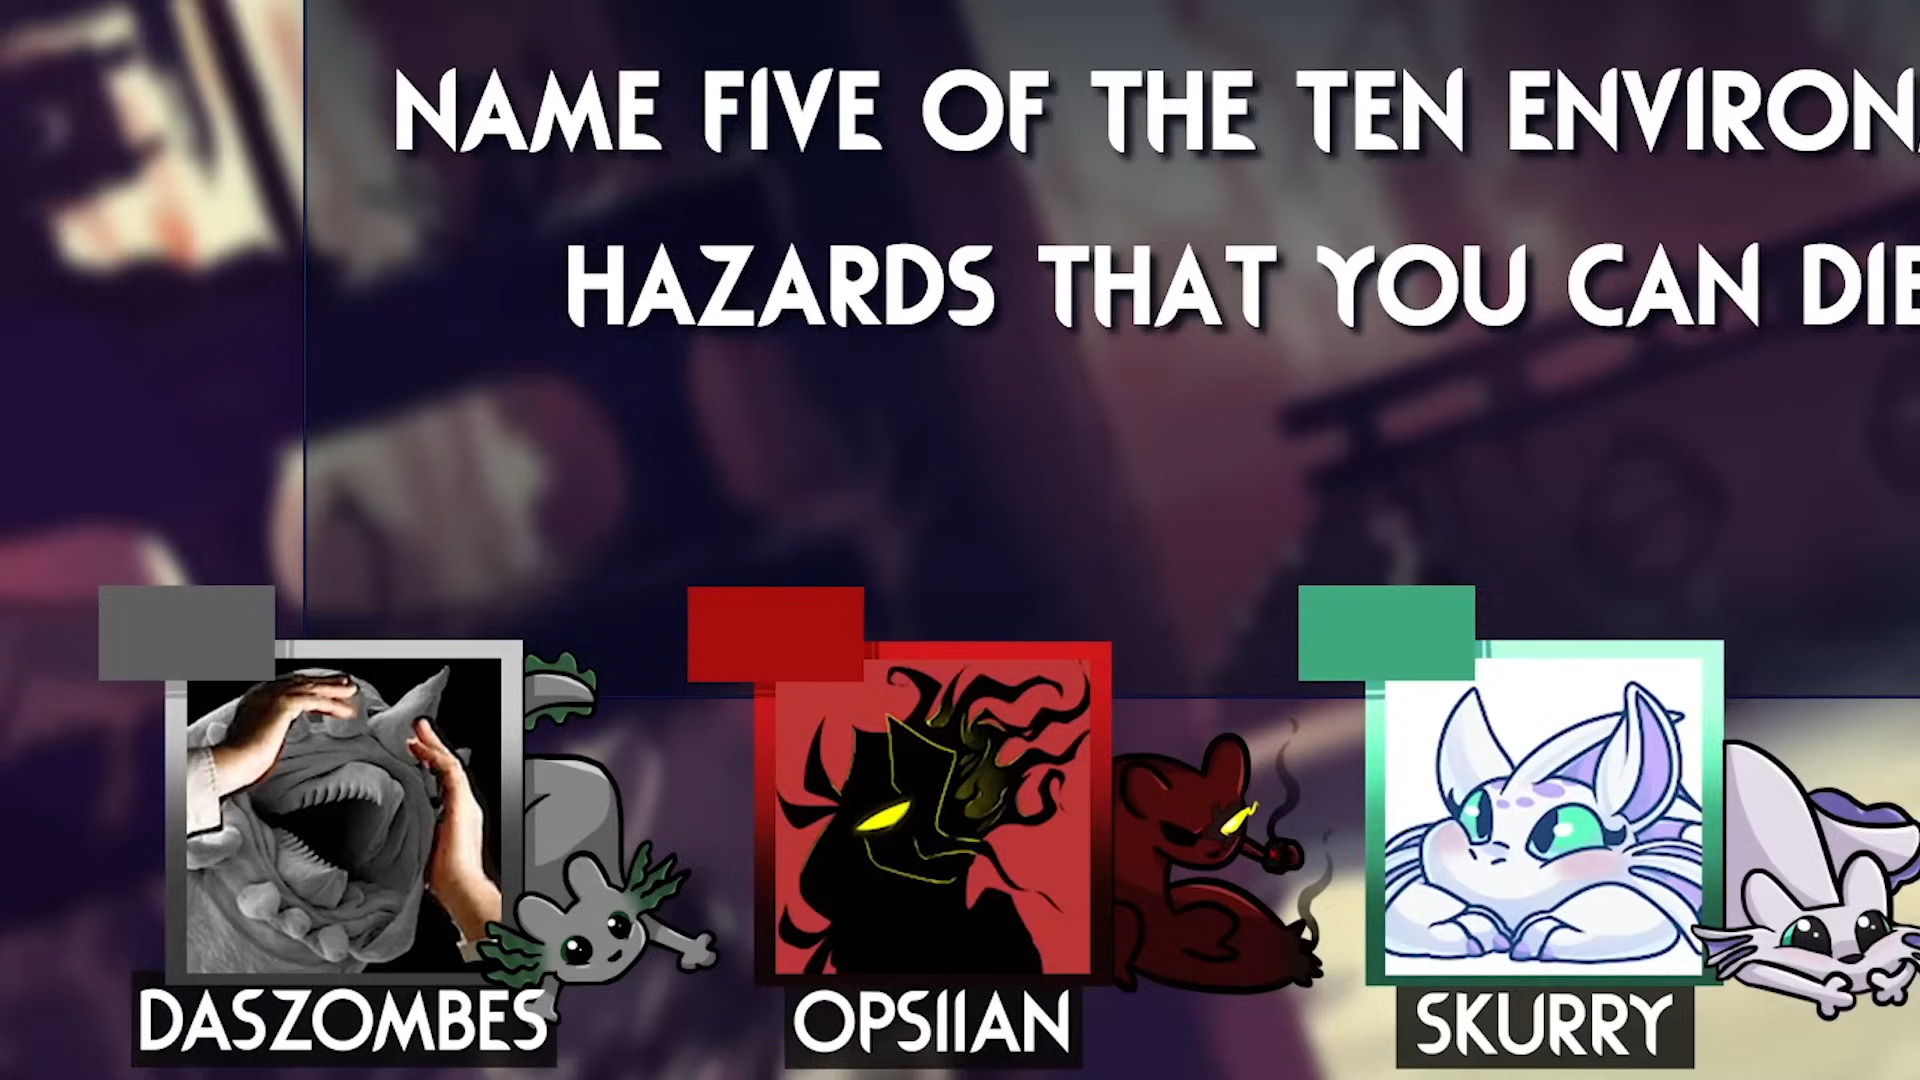 NAME FIVE OF THE TEN ENVIRON
HAZARDS THAT YOU CAN DIE
DASZOMBES
OPSIIAN
SKURRY